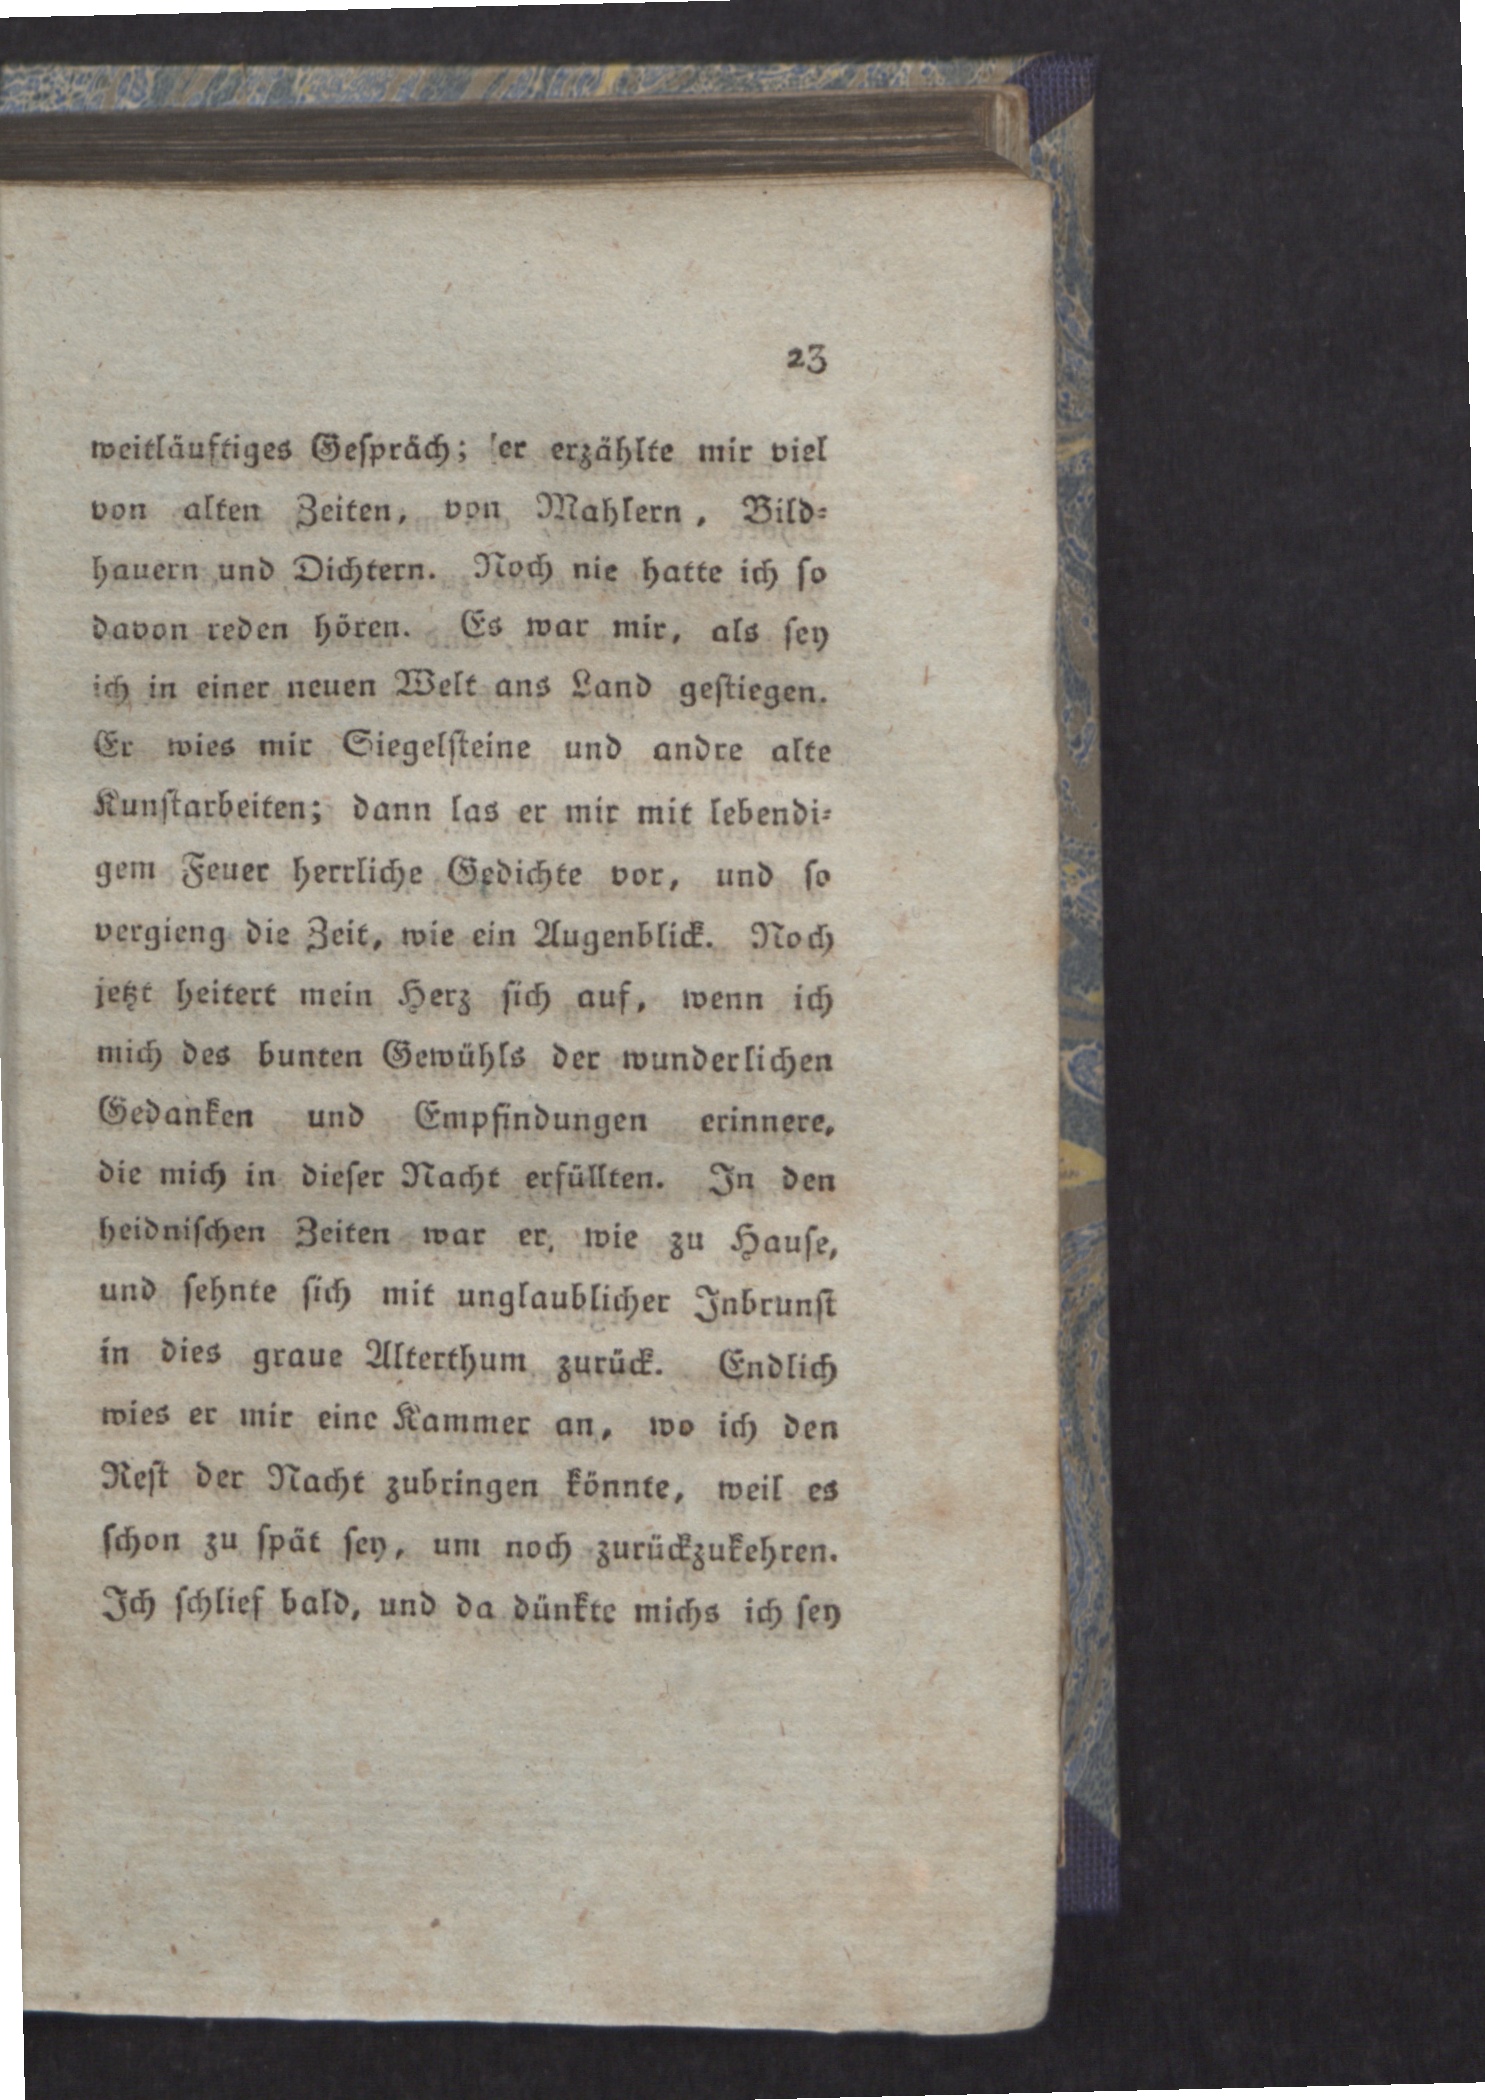 23
weitläuftiges Geſpräch; er erzählte mir viel
von alten Zeiten, von Mahlern, Bild⸗
hauern und Dichtern. Noch nie hatte ich ſo
davon reden hören. Es war mir, als ſey
ich in einer neuen Welt ans Land geſtiegen.
Er wies mir Siegelſteine und andre alte
Kunſtarbeiten; dann las er mir mit lebendi⸗
gem Feuer herrliche Gedichte vor, und ſo
vergieng die Zeit, wie ein Augenblick. Noch
jetzt heitert mein Herz ſich auf, wenn ich
mich des bunten Gewühls der wunderlichen
Gedanken und Empfindungen erinnere,
die mich in dieſer Nacht erfüllten. In den
heidniſchen Zeiten war er, wie zu Hauſe,
und ſehnte ſich mit unglaublicher Inbrunſt
in dies graue Alterthum zurück. Endlich
wies er mir eine Kammer an, wo ich den
Reſt der Nacht zubringen könnte, weil es
ſchon zu ſpät ſey, um noch zurückzukehren.
Ich ſchlief bald, und da dünkte michs ich ſey